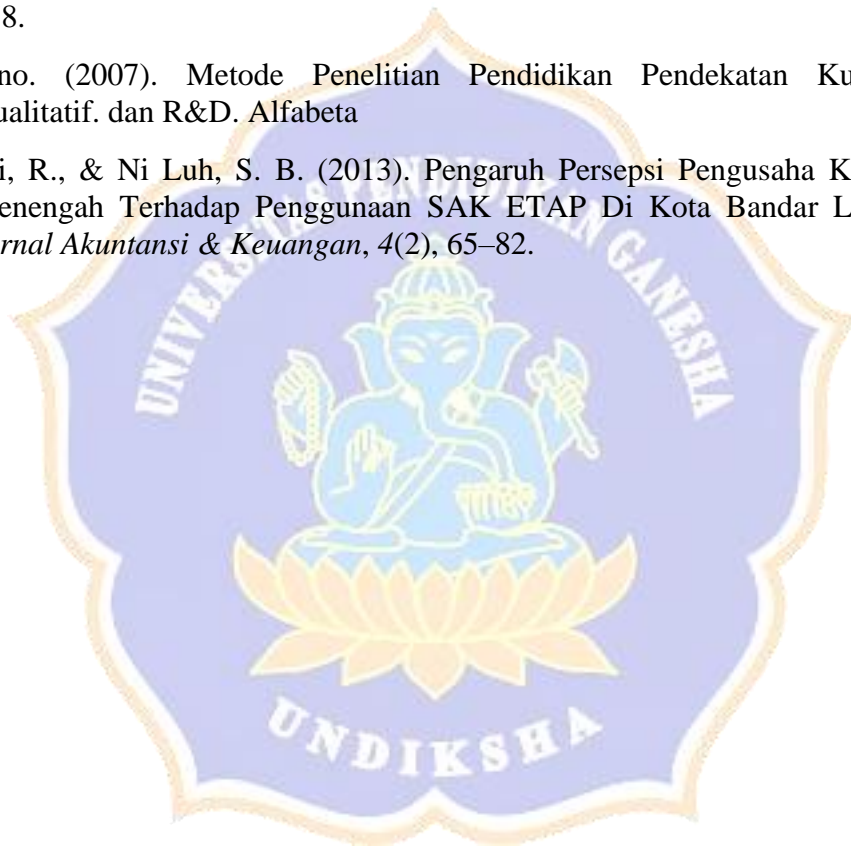 8.
no. (2007). Metode Penelitian Pendidikan Pendekatan Ku
ualitatif. dan R&D. Alfabeta
i, R., & Ni Luh, S. B. (2013). Pengaruh Persepsi Pengusaha K
enengah Terhadap Penggunaan SAK ETAP Di Kota Bandar L
rnal Akuntansi & Keuangan, 4(2), 65–82.
UNIVERSITAS PENDIDIKAN GANESHA
UNDIKSHA